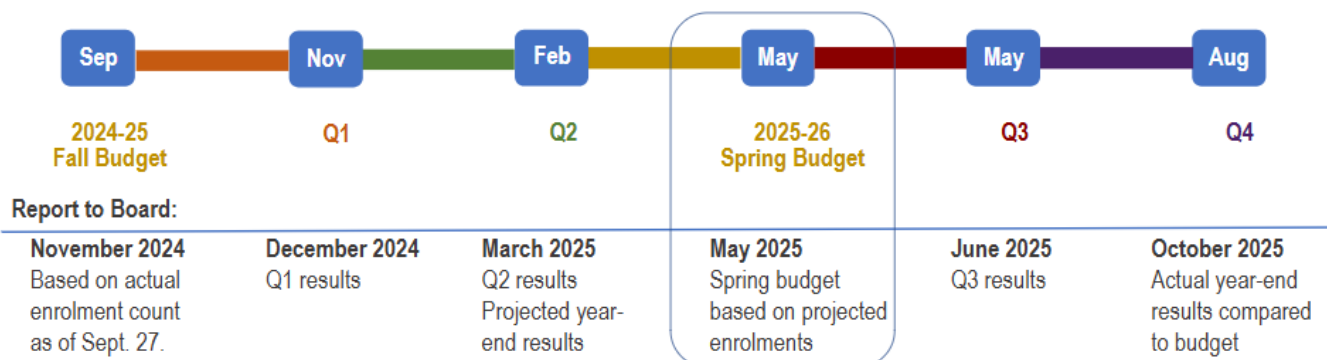 Sep
Nov
Feb
May
May
Aug
2024-25
Fall Budget
Q1
Q2
2025-26
Spring Budget
Q3
Q4
Report to Board:
November 2024
Based on actual
enrolment count
as of Sept. 27.
December 2024
Q1 results
March 2025
Q2 results
Projected year-
end results
May 2025
Spring budget
based on projected
enrolments
June 2025
Q3 results
October 2025
Actual year-end
results compared
to budget